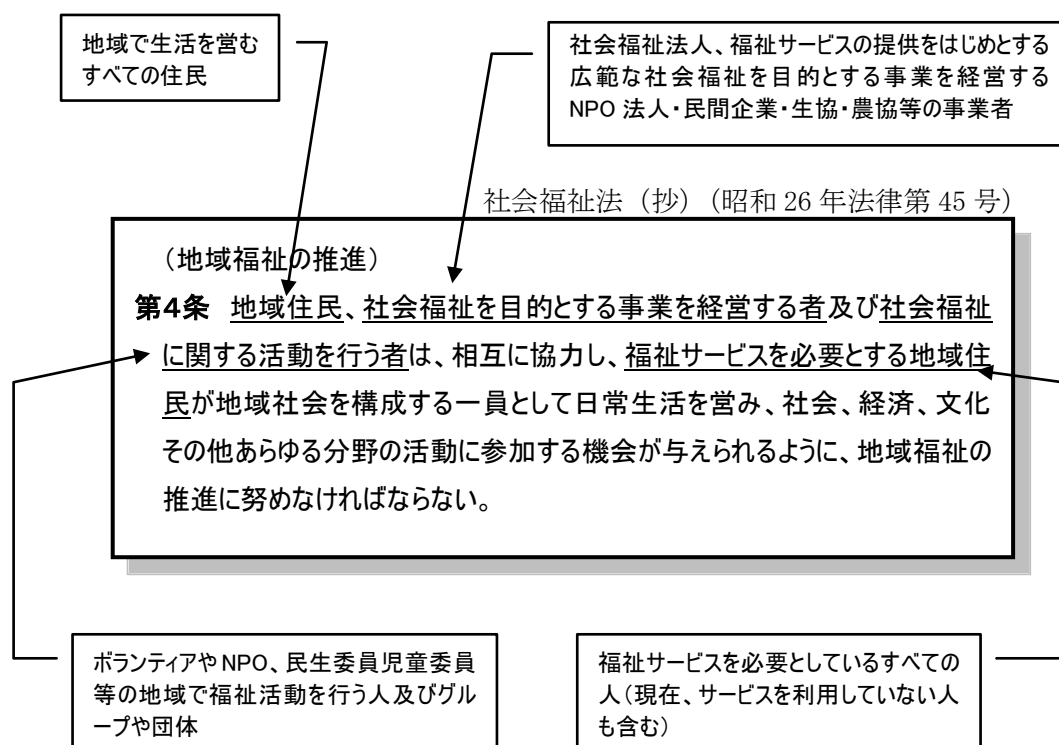 地域で生活を営む
すべての住民
社会福祉法人、福祉サービスの提供をはじめとする
広範な社会福祉を目的とする事業を経営する
NPO 法人・民間企業・生協・農協等の事業者
社会福祉法（抄）（昭和 26 年法律第 45 号）
（地域福祉の推進）
第4条　地域住民、社会福祉を目的とする事業を経営する者及び社会福祉
に関する活動を行う者は、相互に協力し、福祉サービスを必要とする地域住
民が地域社会を構成する一員として日常生活を営み、社会、経済、文化
その他あらゆる分野の活動に参加する機会が与えられるように、地域福祉の
推進に努めなければならない。
ボランティアや NPO、民生委員児童委員
等の地域で福祉活動を行う人及びグル
ープや団体
福祉サービスを必要としているすべての
人（現在、サービスを利用していない人
も含む）